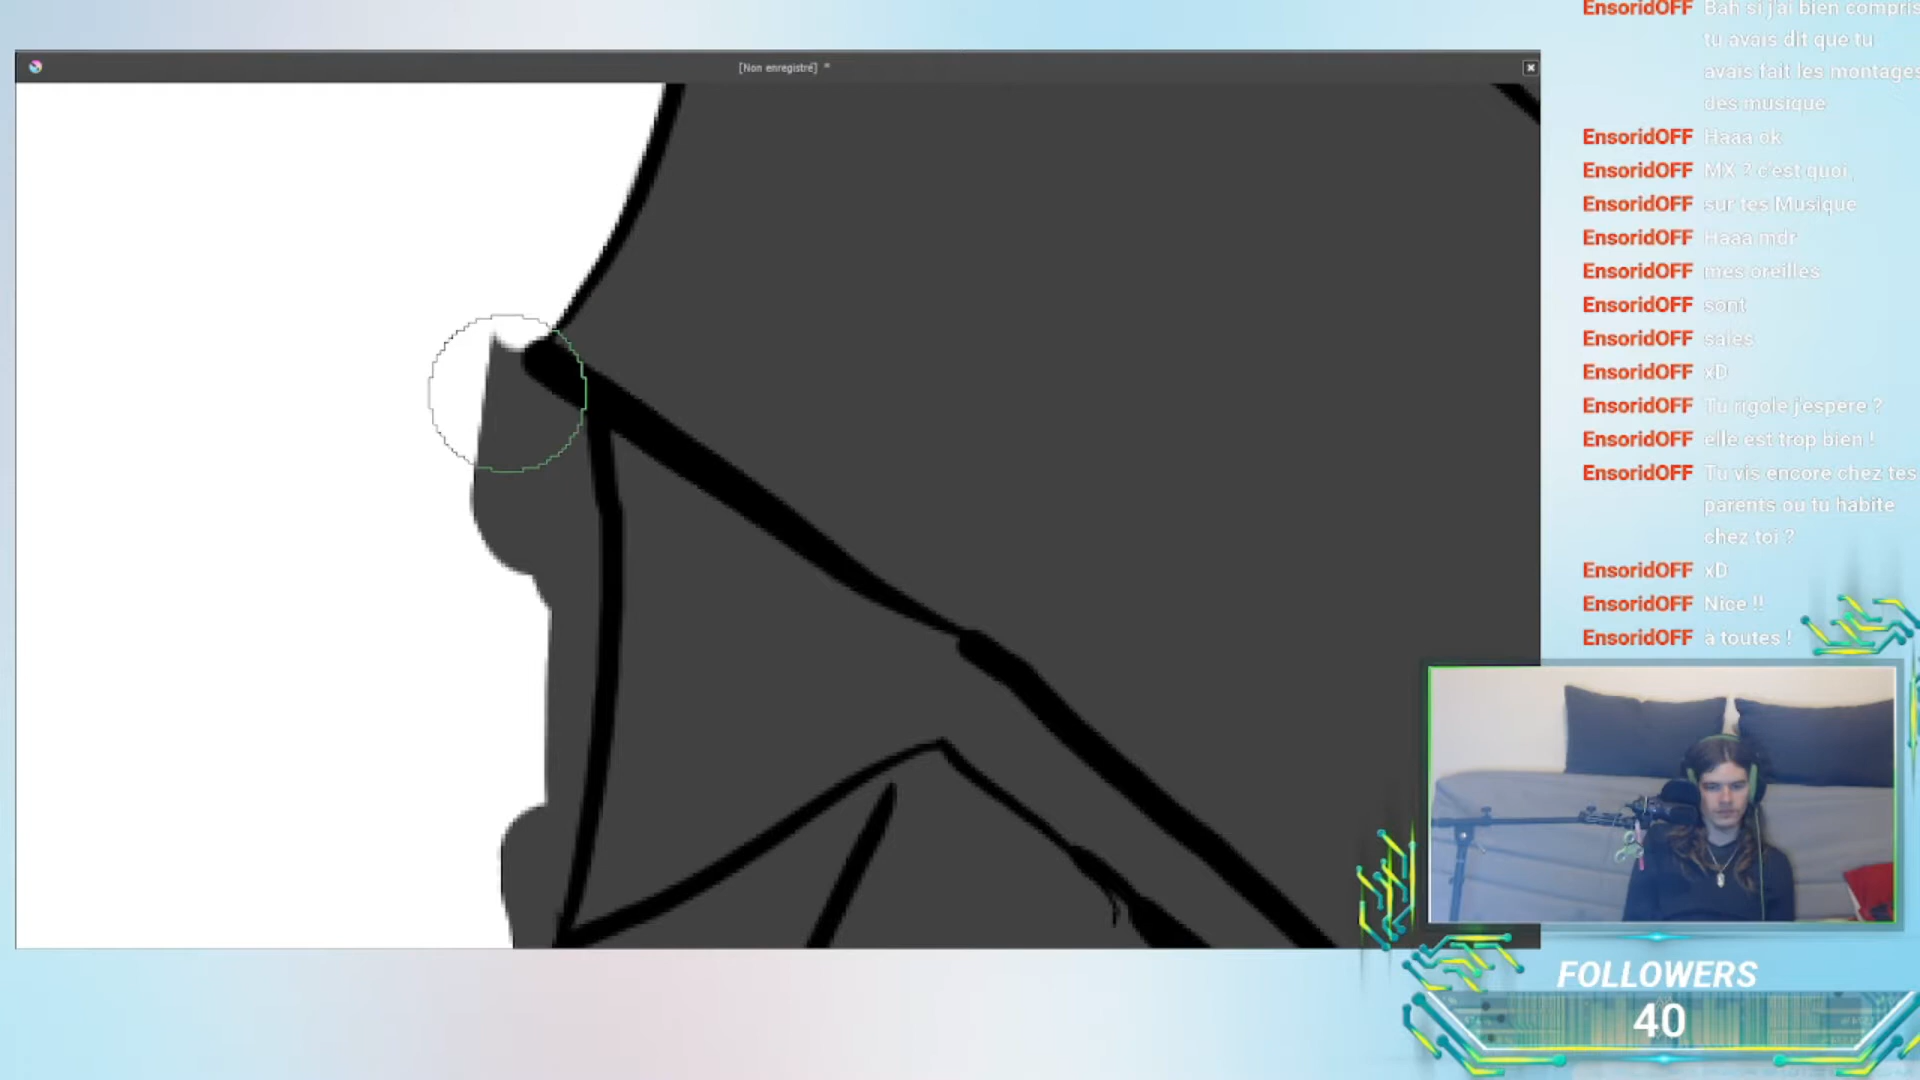 [Non enregistré] *
EnsoridOFF Bah si j'ai bien compris
tu avais dit que tu
avais fait les montages
des musique
EnsoridOFF Haaa ok
EnsoridOFF MX ? c'est quoi,
EnsoridOFF sur tes Musique
EnsoridOFF Haaa mdr
EnsoridOFF mes oreilles
EnsoridOFF sont
EnsoridOFF sales
EnsoridOFF xD
EnsoridOFF Tu rigole j'espère ?
EnsoridOFF elle est trop bien !
EnsoridOFF Tu vis encore chez tes
parents ou tu habite
chez toi ?
EnsoridOFF xD
EnsoridOFF Nice !!
EnsoridOFF à toutes !
FOLLOWERS
40